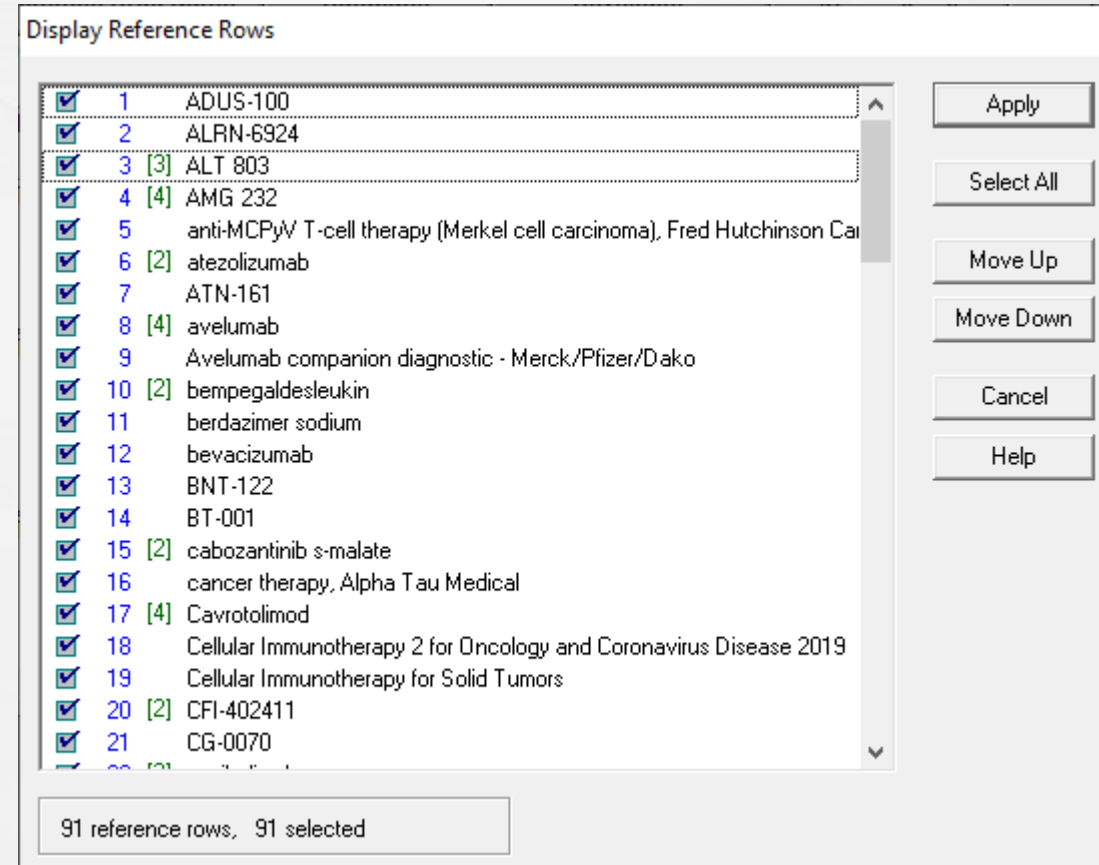 Display Reference Rows
1 ADUS-100
2 ALRN-6924
3 [3] ALT 803
4 [4] AMG 232
5 anti-MCPyV T-cell therapy (Merkel cell carcinoma), Fred Hutchinson Ca
6 [2] atezolizumab
7 ATN-161
8 [4] avelumab
9 Avelumab companion diagnostic - Merck/Pfizer/Dako
10 [2] bempegaldesleukin
11 berdazimer sodium
12 bevacizumab
13 BNT-122
14 BT-001
15 [2] cabozantinib s-malate
16 cancer therapy, Alpha Tau Medical
17 [4] Cavrotolimod
18 Cellular Immunotherapy 2 for Oncology and Coronavirus Disease 2019
19 Cellular Immunotherapy for Solid Tumors
20 [2] CFI-402411
21 CG-0070
Apply
Select All
Move Up
Move Down
Cancel
Help
91 reference rows, 91 selected